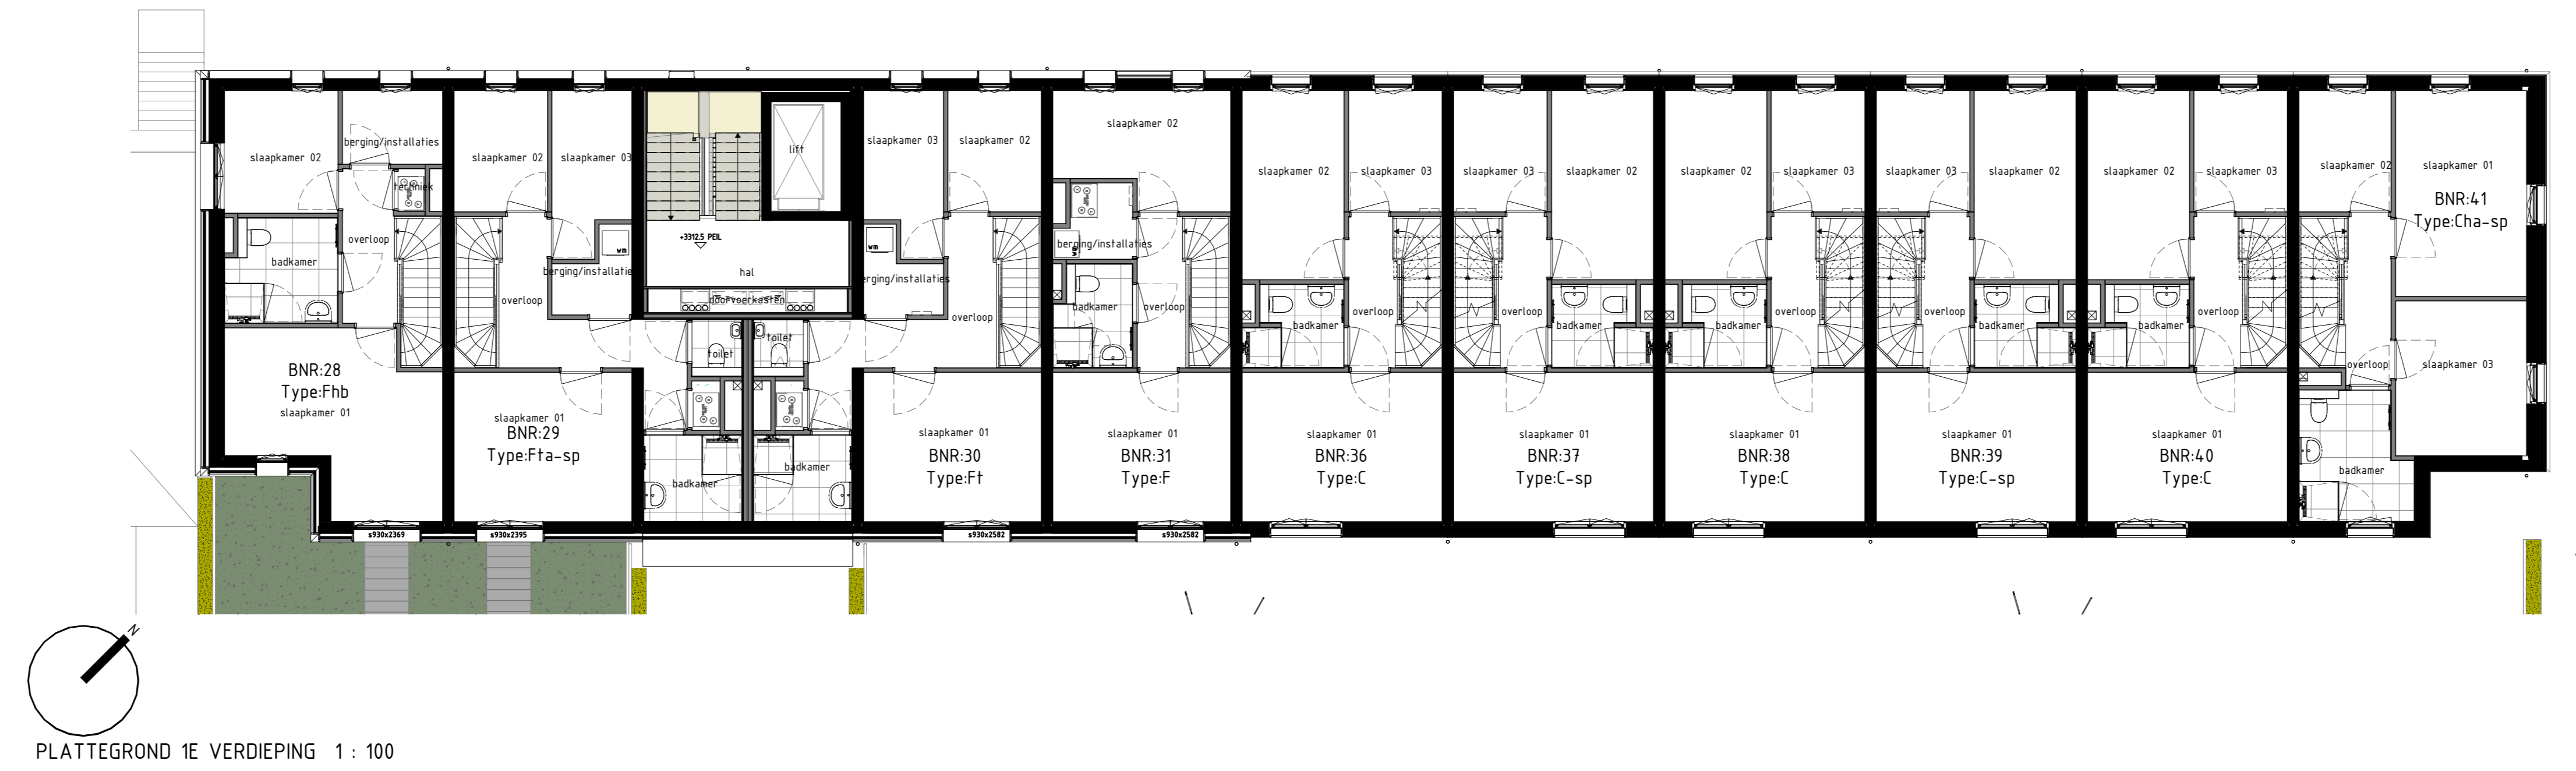 slaapkamer 02
berging/installaties
techniek
overloop
badkamer
BNR:28
Type:Fhb
slaapkamer 01
slaapkamer 02
slaapkamer 03
wm
berging/installatie
overloop
slaapkamer 01
BNR:29
Type:Fta-sp
toilet
badkamer
lift
+3312.5 PEIL
hal
doorvoerkasten
toilet
badkamer
slaapkamer 03
slaapkamer 02
wm
berging/installaties
overloop
slaapkamer 01
BNR:30
Type:Ft
slaapkamer 02
berging/installaties
wm
badkamer
overloop
slaapkamer 01
BNR:31
Type:F
slaapkamer 02
slaapkamer 03
badkamer
overloop
slaapkamer 01
BNR:36
Type:C
slaapkamer 03
slaapkamer 02
overloop
badkamer
slaapkamer 01
BNR:37
Type:C-sp
slaapkamer 02
slaapkamer 03
badkamer
overloop
slaapkamer 01
BNR:38
Type:C
slaapkamer 03
slaapkamer 02
overloop
badkamer
slaapkamer 01
BNR:39
Type:C-sp
slaapkamer 02
slaapkamer 03
badkamer
overloop
slaapkamer 01
BNR:40
Type:C
slaapkamer 02
slaapkamer 01
BNR:41
Type:Cha-sp
overloop
slaapkamer 03
badkamer
s930x2369
s930x2395
s930x2582
s930x2582
N
PLATTEGROND 1E VERDIEPING 1 : 100